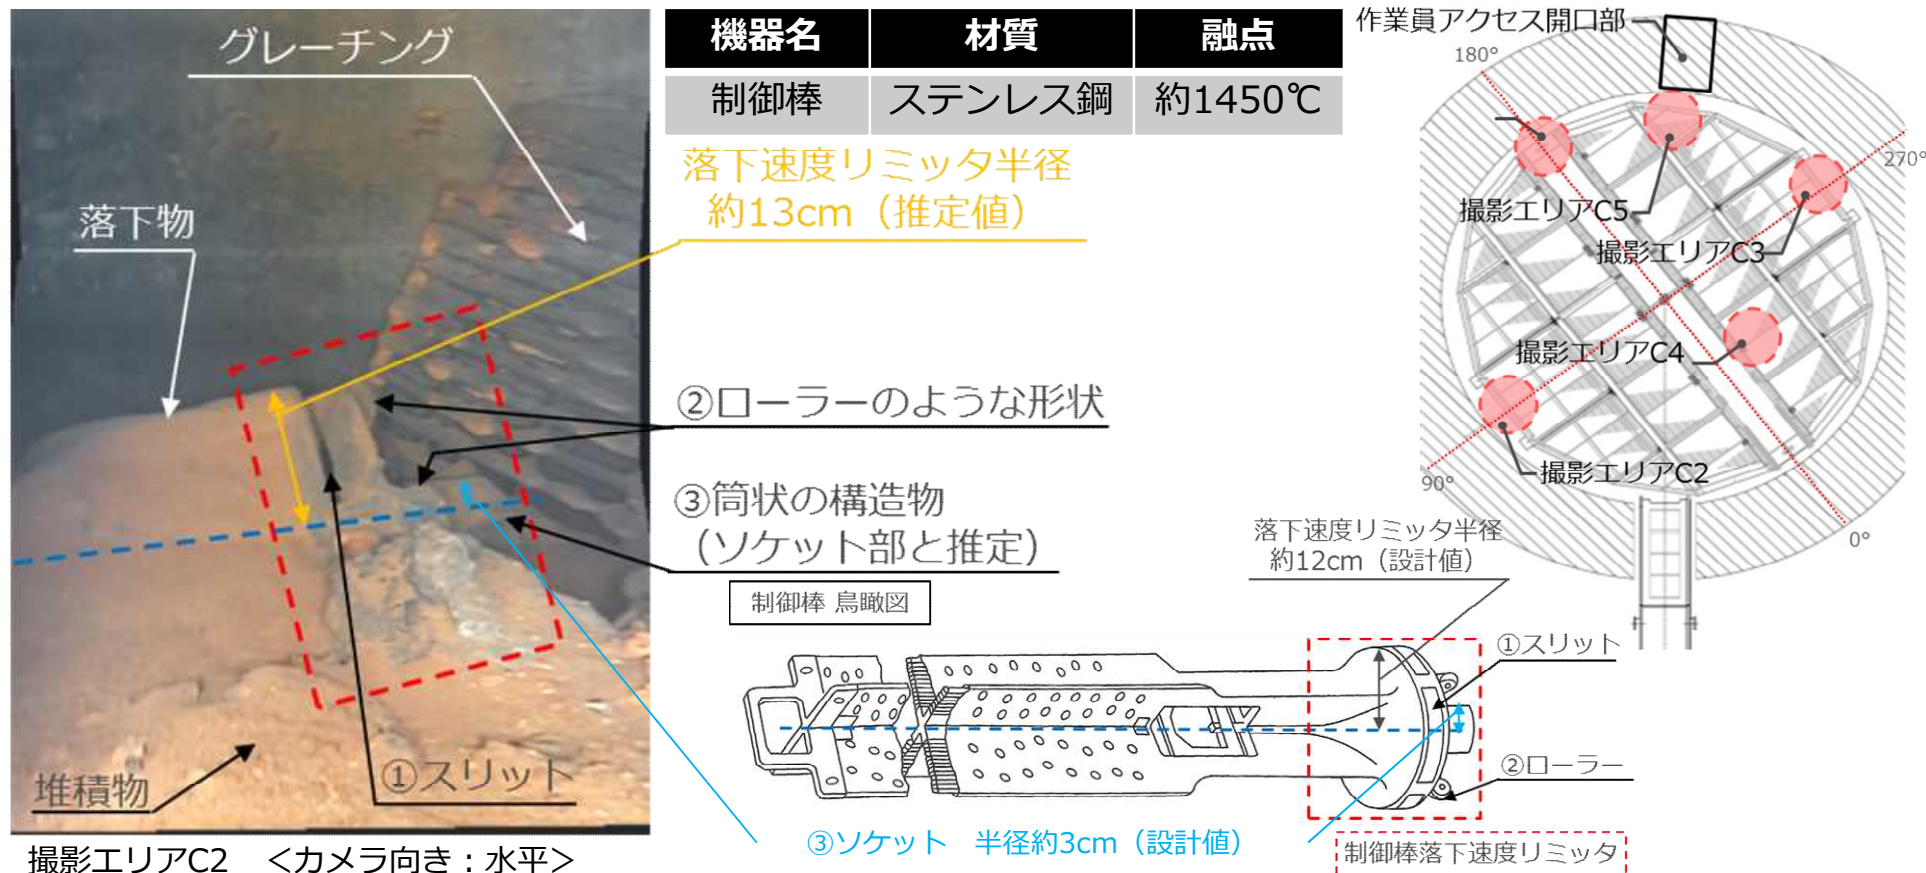 グレーチング
落下物
堆積物
①スリット
撮影エリアC2 ＜カメラ向き：水平＞
機器名 材質 融点
制御棒 ステンレス鋼 約1450℃
落下速度リミッタ半径
約13cm（推定値）
②ローラーのような形状
③筒状の構造物
（ソケット部と推定）
制御棒 鳥瞰図
③ソケット 半径約3cm（設計値）
作業員アクセス開口部
180°
270°
撮影エリアC5
撮影エリアC3
撮影エリアC4
撮影エリアC2
90°
0°
落下速度リミッタ半径
約12cm（設計値）
①スリット
②ローラー
制御棒落下速度リミッタ